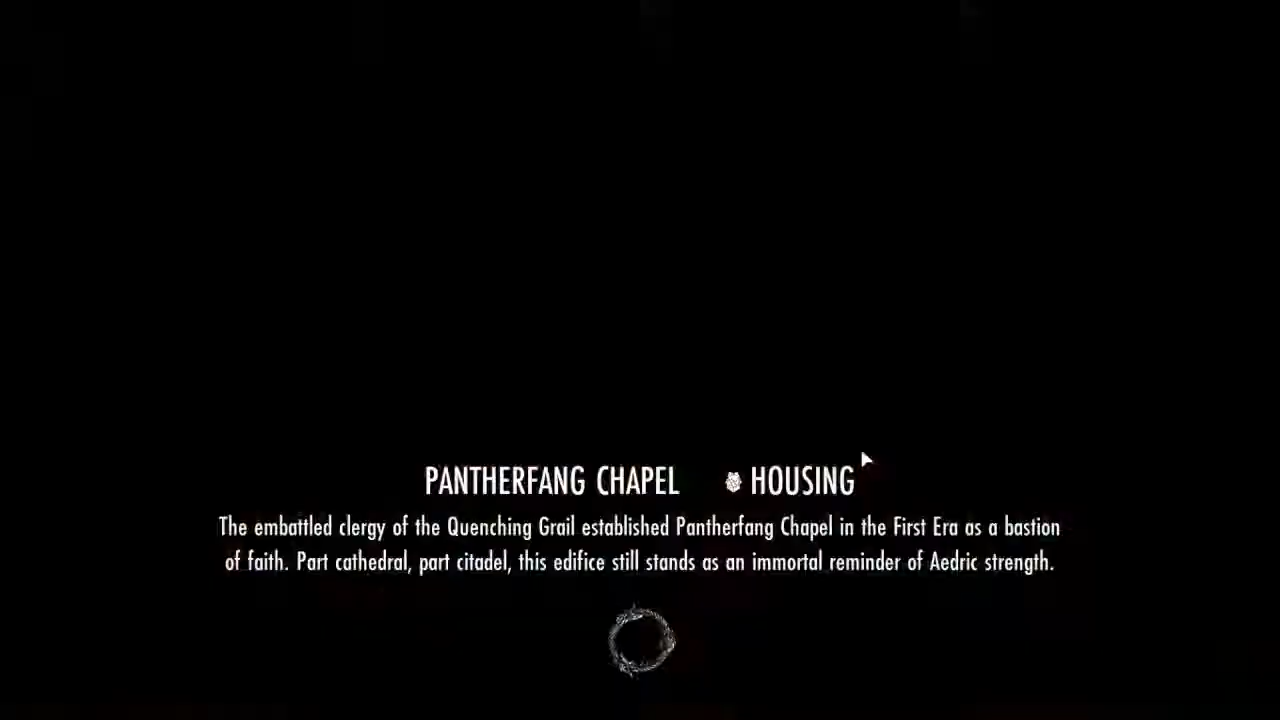 PANTHERFANG CHAPEL HOUSING
The embattled clergy of the Quenching Grail established Pantherfang Chapel in the First Era as a bastion
of faith. Part cathedral, part citadel, this edifice still stands as an immortal reminder of Aedric strength.